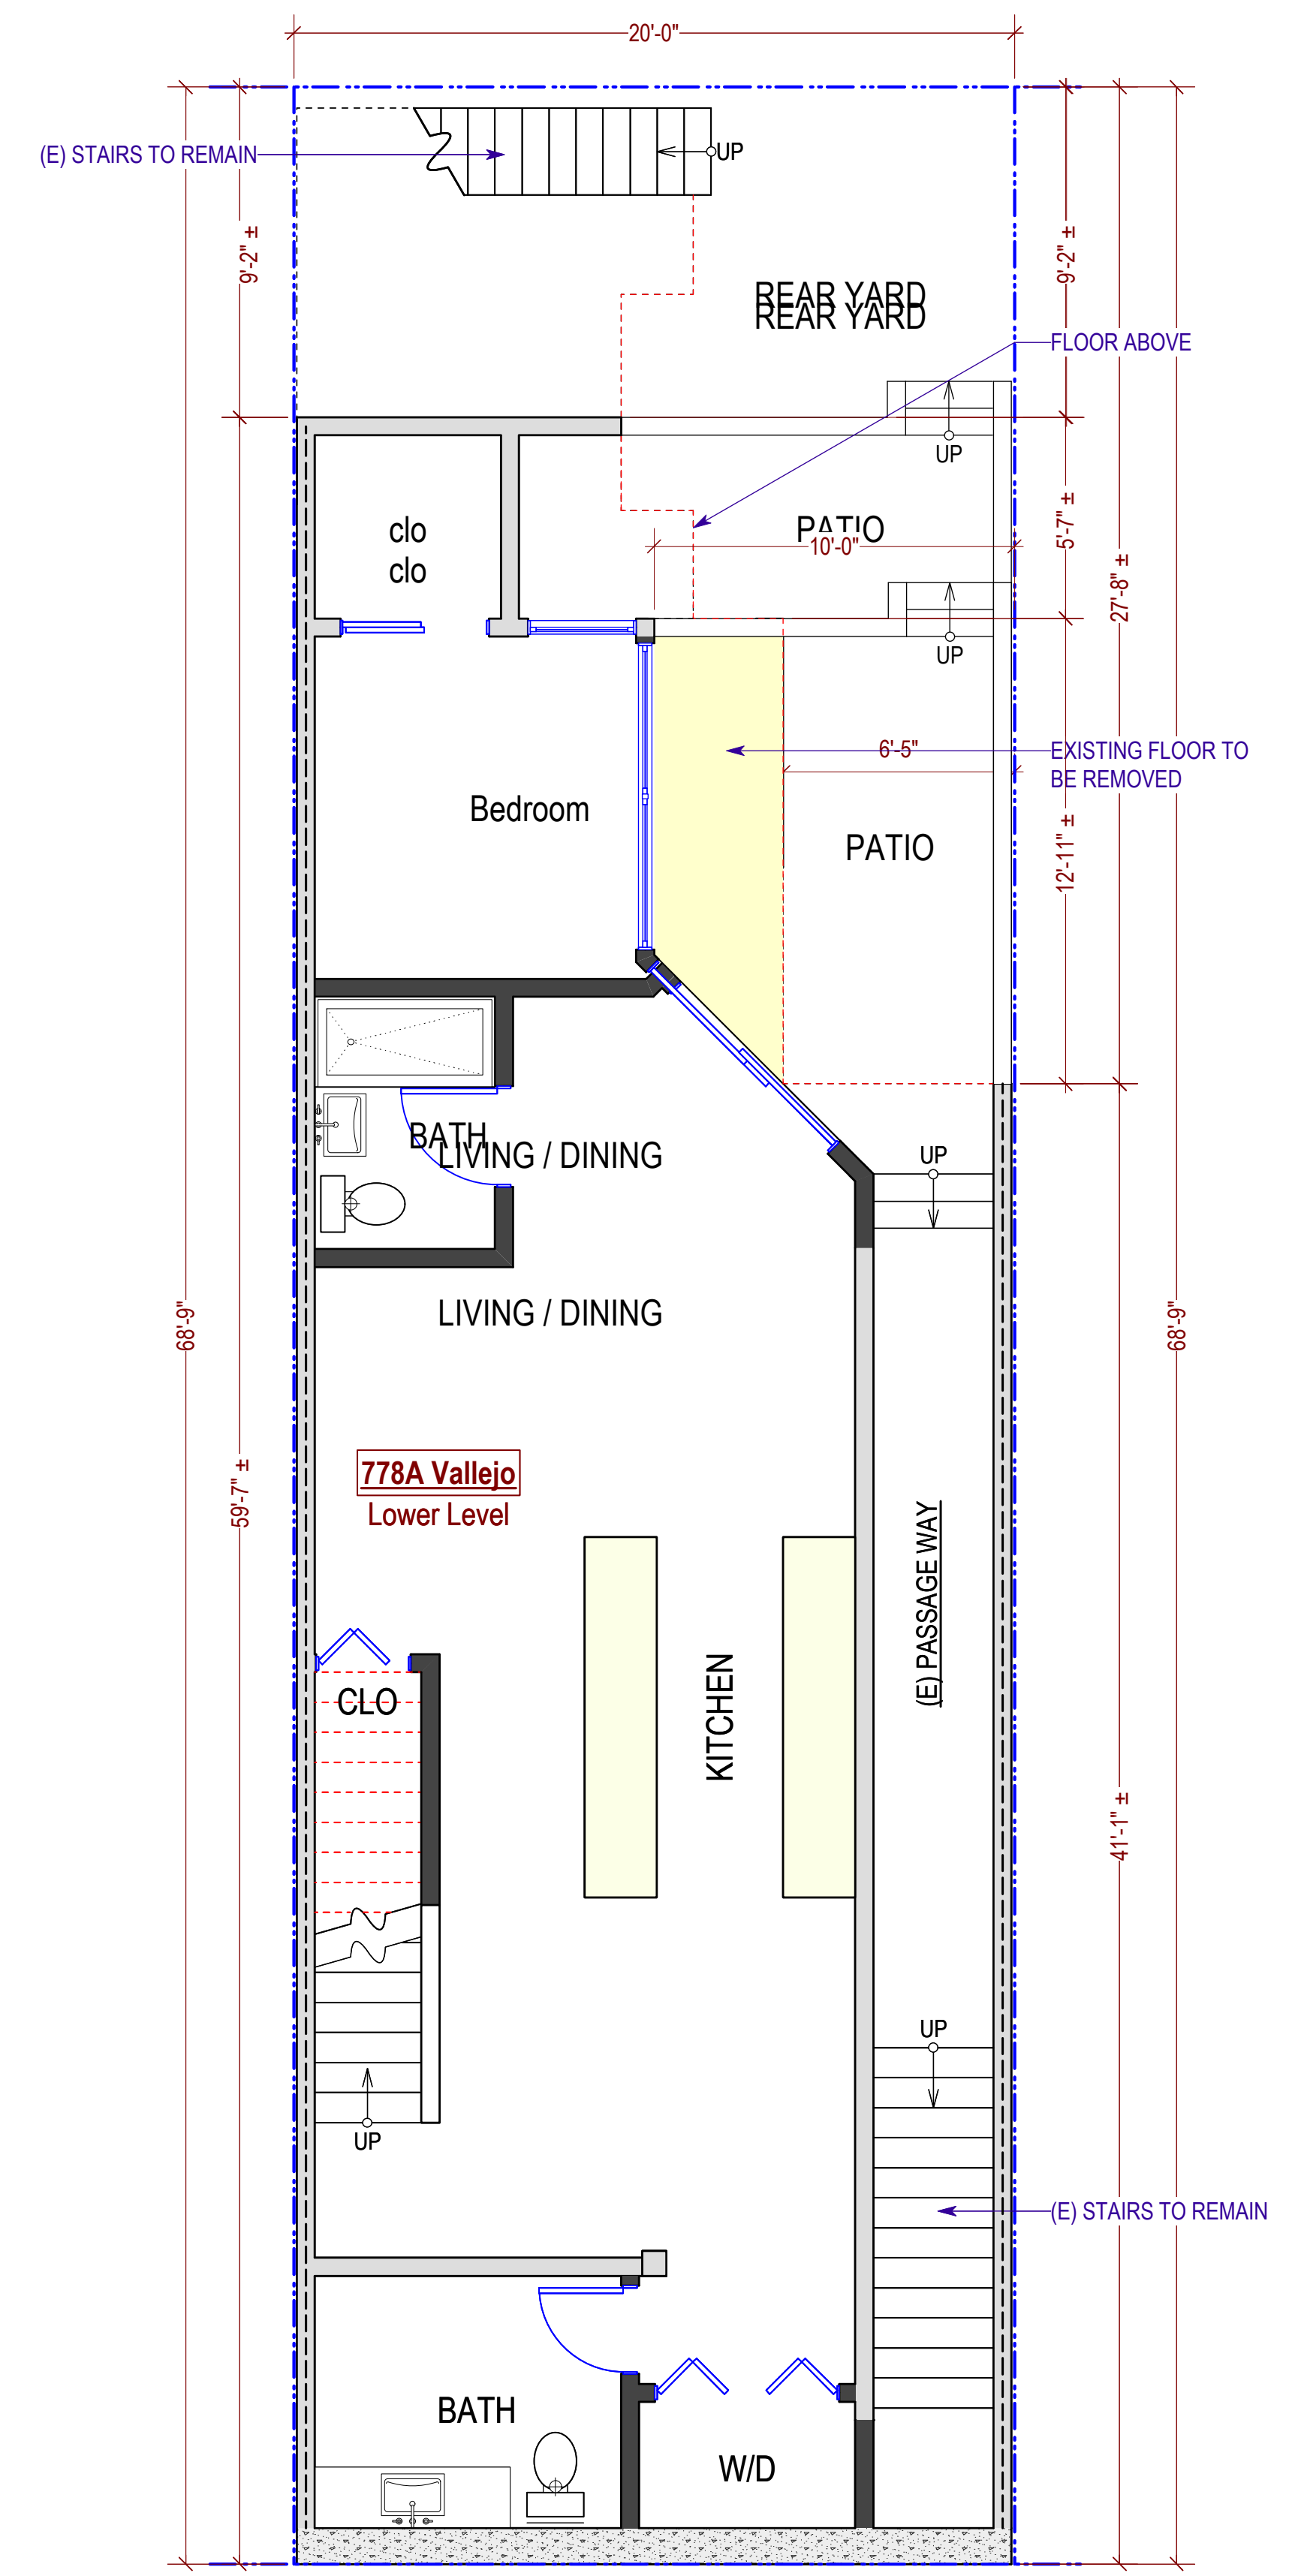 20'-0"
(E) STAIRS TO REMAIN
UP
9'-2" ±
9'-2" ±
REAR YARD
REAR YARD
FLOOR ABOVE
UP
clo
clo
PATIO
10'-0"
5'-7" ±
27'-8" ±
UP
6'-5"
EXISTING FLOOR TO
BE REMOVED
Bedroom
PATIO
12'-11" ±
BATH
LIVING / DINING
UP
LIVING / DINING
68'-9"
68'-9"
778A Vallejo
Lower Level
59'-7" ±
(E) PASSAGE WAY
CLO
KITCHEN
41'-1" ±
UP
UP
(E) STAIRS TO REMAIN
BATH
W/D